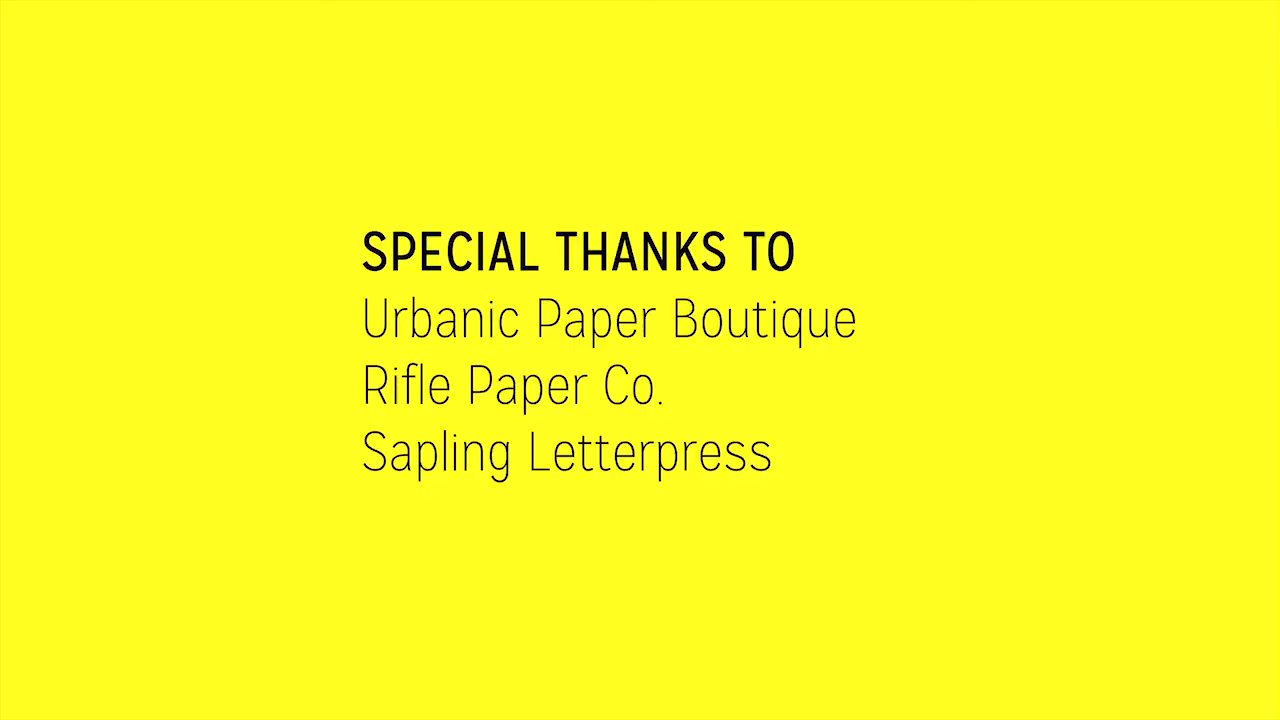 SPECIAL THANKS TO
Urbanic Paper Boutique
Rifle Paper Co.
Sapling Letterpress